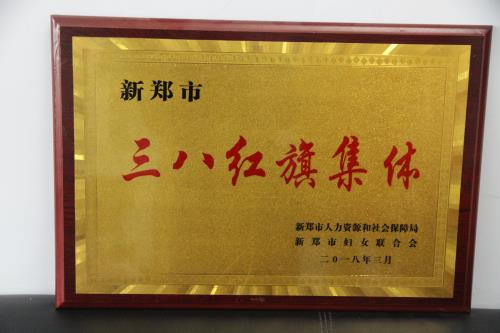 新郑市
三八红旗集体
新郑市人力资源和社会保障局
新郑市妇女联合会
二〇一八年三月